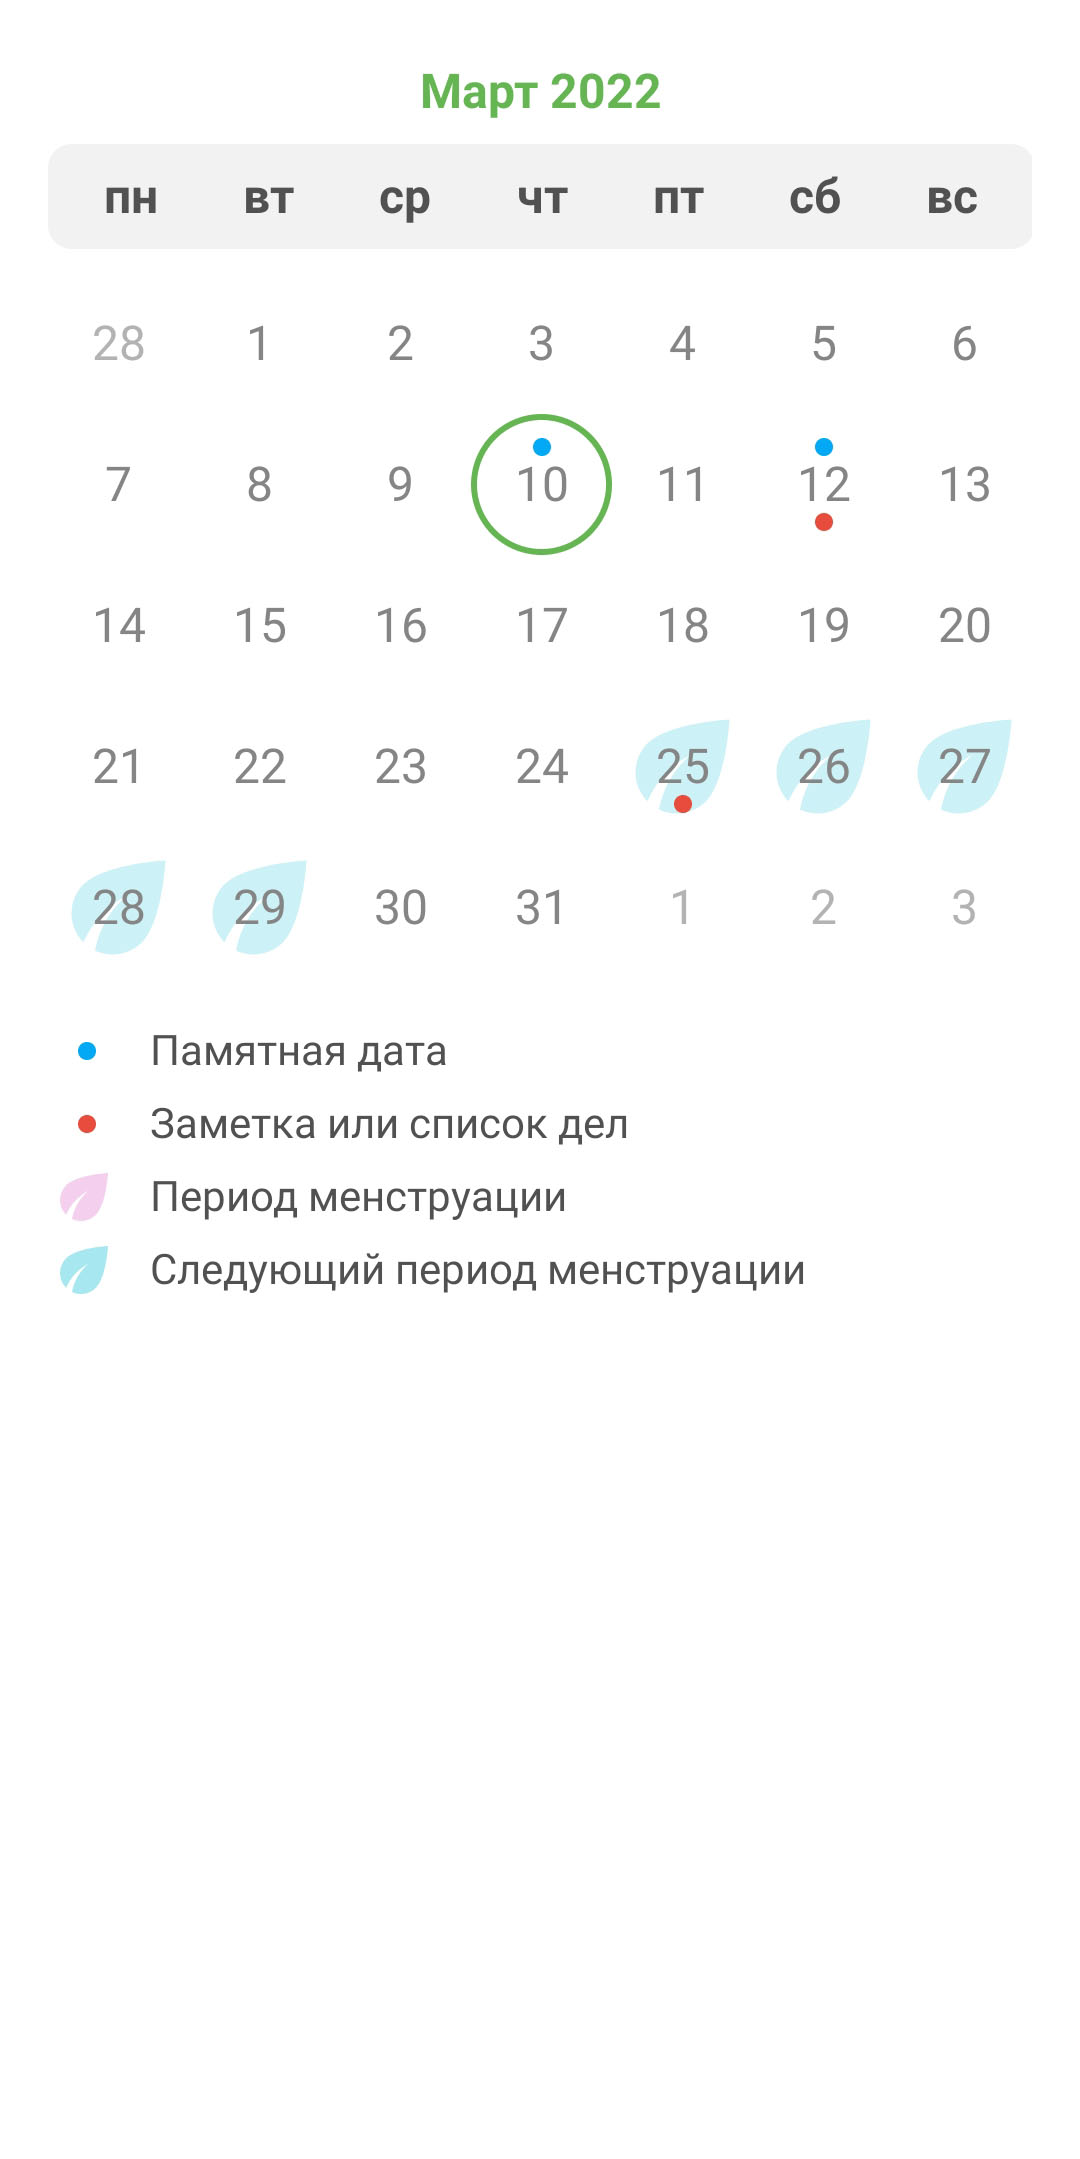 Март 2022
пн вт ср чт пт сб вс
28 1 2 3 4 5 6
7 8 9 10 11 12 13
14 15 16 17 18 19 20
21 22 23 24 25 26 27
28 29 30 31 1 2 3
Памятная дата
Заметка или список дел
Период менструации
Следующий период менструации